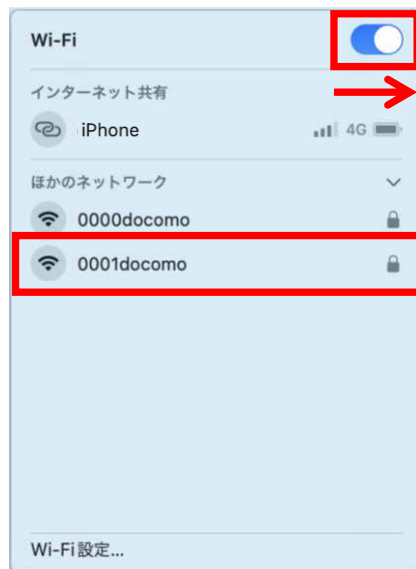 Wi-Fi
インターネット共有
iPhone 4G
ほかのネットワーク
0000docomo
0001docomo
Wi-Fi設定...